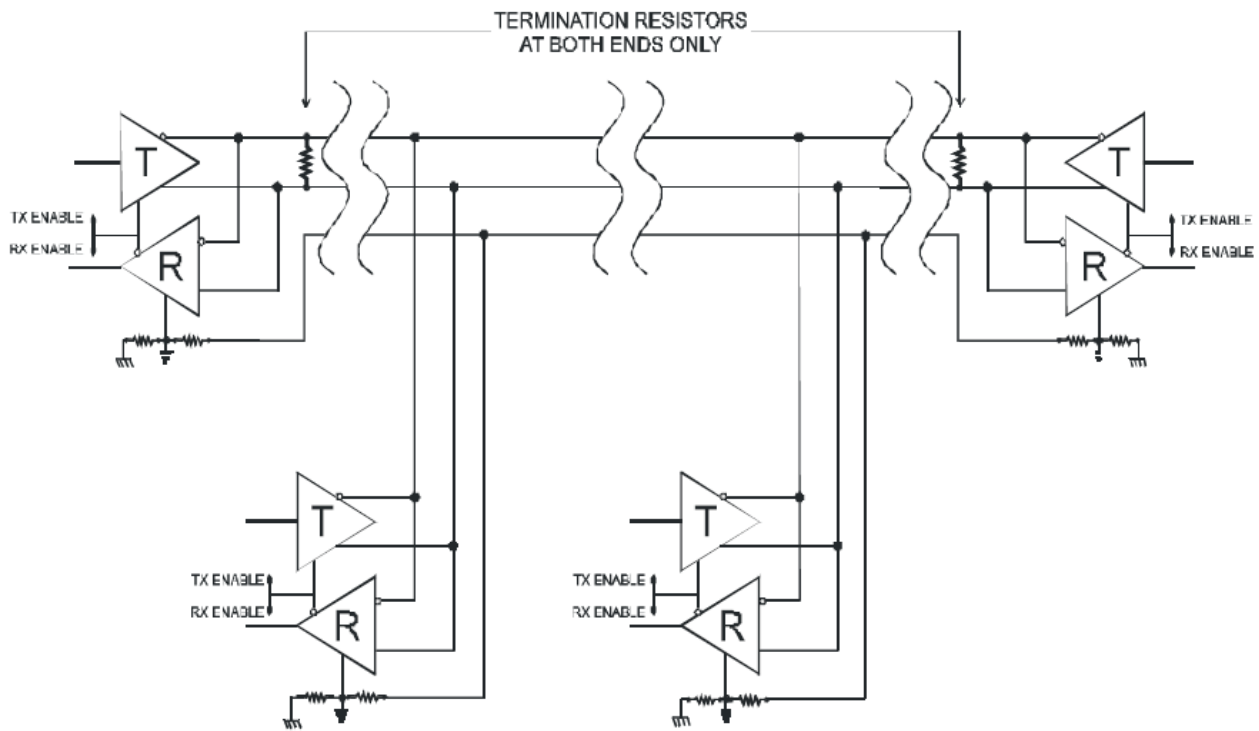 TERMINATION RESISTORS
AT BOTH ENDS ONLY
T
T
TX ENABLE
RX ENABLE
R
TX ENABLE
RX ENABLE
R
T
T
TX ENABLE
RX ENABLE
R
TX ENABLE
RX ENABLE
R